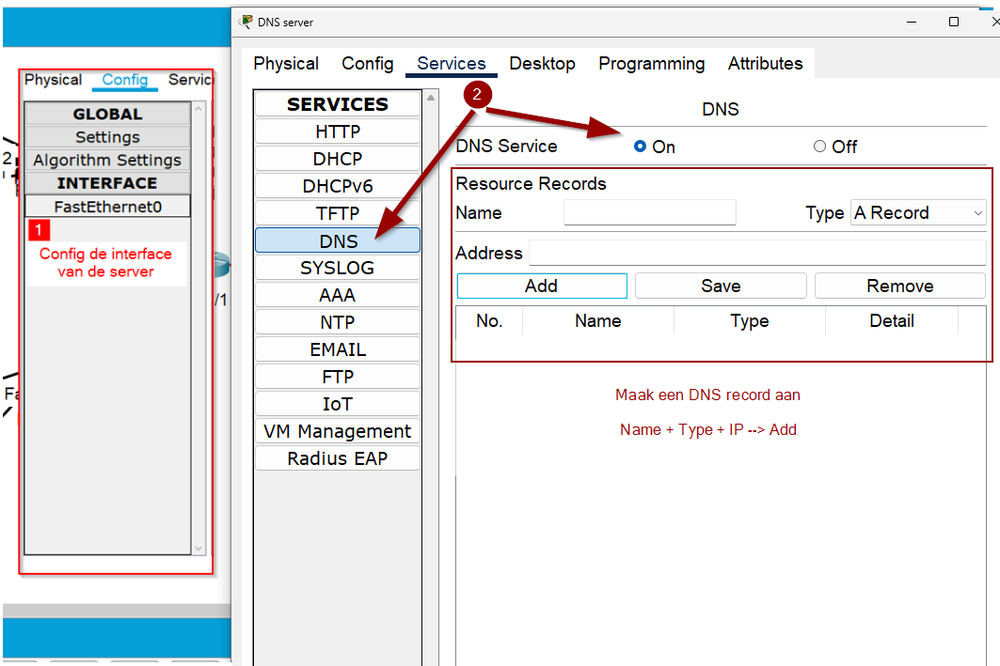 DNS server
Physical Config Services Desktop Programming Attributes
Physical Config Servic
GLOBAL
Settings
Algorithm Settings
INTERFACE
FastEthernet0
1
Config de interface
van de server
2
/1
Fa
SERVICES
HTTP
DHCP
DHCPv6
TFTP
DNS
SYSLOG
AAA
NTP
EMAIL
FTP
IoT
VM Management
Radius EAP
2
DNS
DNS Service On Off
Resource Records
Name Type A Record
Address
Add Save Remove
No. Name Type Detail
Maak een DNS record aan
Name + Type + IP --> Add